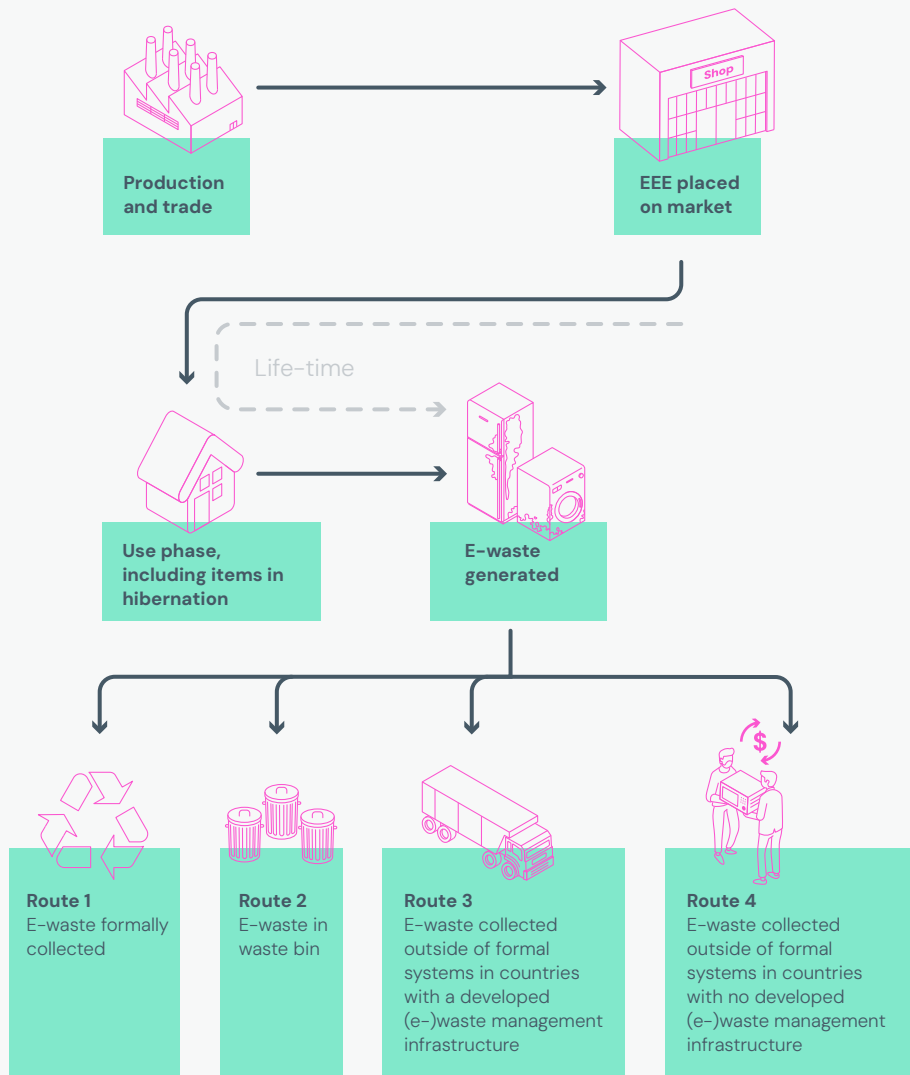 Shop
Production
and trade
EEE placed
on market
Life-time
Use phase,
including items in
hibernation
E-waste
generated
$
Route 1
E-waste formally
collected
Route 2
E-waste in
waste bin
Route 3
E-waste collected
outside of formal
systems in countries
with a developed
(e-)waste management
infrastructure
Route 4
E-waste collected
outside of formal
systems in countries
with no developed
(e-)waste management
infrastructure